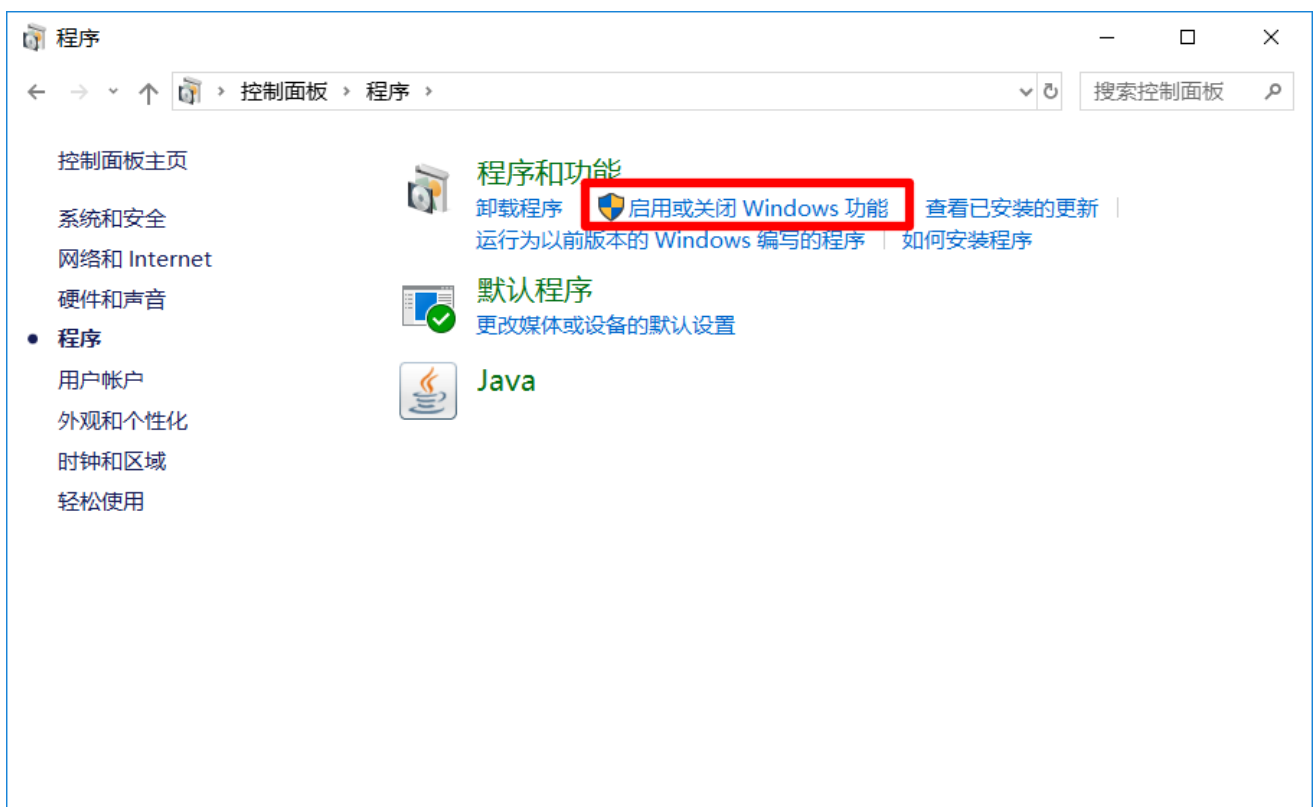 程序
控制面板 › 程序 ›
搜索控制面板
控制面板主页
系统和安全
网络和 Internet
硬件和声音
程序
用户帐户
外观和个性化
时钟和区域
轻松使用
程序和功能
卸载程序 启用或关闭 Windows 功能 查看已安装的更新
运行为以前版本的 Windows 编写的程序 如何安装程序
默认程序
更改媒体或设备的默认设置
Java